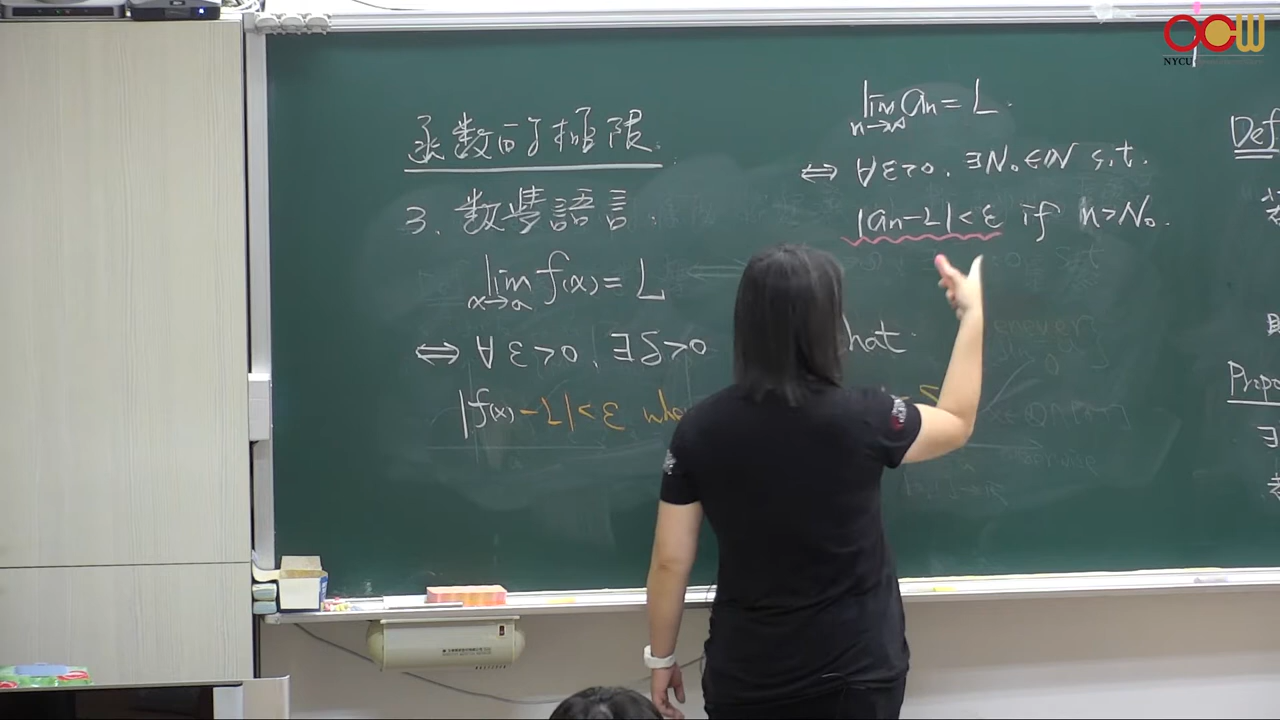 函數的極限.
3. 數學語言.
lim f(x) = L
x→a
⟺ ∀ ε>0, ∃ δ>0 hat
|f(x) -L| < ε whe
lim an = L.
n→∞
⟺ ∀ε>0, ∃N₀∈ℕ s.t.
|an-L| < ε if n>N₀.
Def
Propo
∃
OCW
NYCU